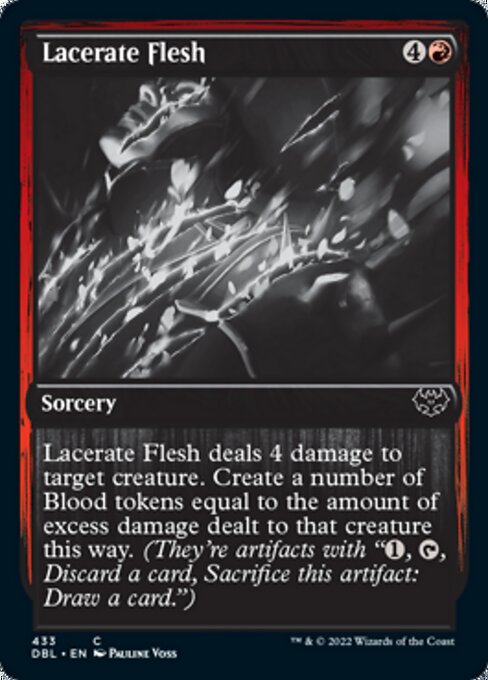 Lacerate Flesh 4
Sorcery
Lacerate Flesh deals 4 damage to
target creature. Create a number of
Blood tokens equal to the amount of
excess damage dealt to that creature
this way. (They're artifacts with “1, ,
Discard a card, Sacrifice this artifact:
Draw a card.”)
433 C
DBL • EN Pauline Voss
™ & © 2022 Wizards of the Coast